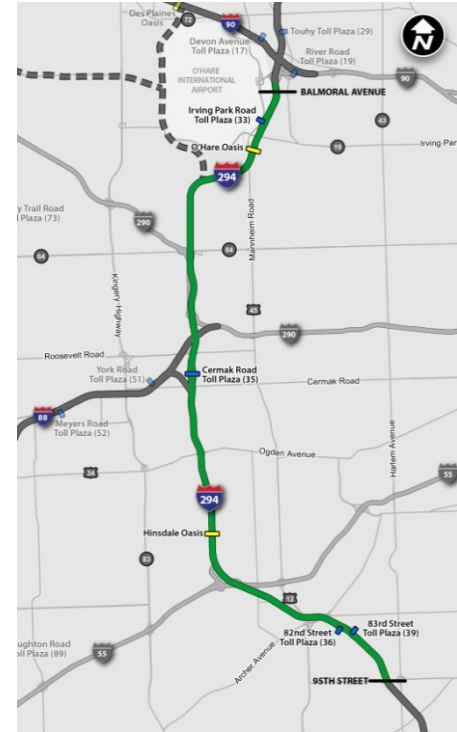 Des Plaines
Oasis
72
90
Touhy Toll Plaza (29)
Devon Avenue
Toll Plaza (17)
River Road
Toll Plaza (19)
N
O'HARE
INTERNATIONAL
AIRPORT
90
BALMORAL AVENUE
Irving Park Road
Toll Plaza (33)
43
O'Hare Oasis
19
Irving Par
294
y Trail Road
l Plaza (73)
290
Mannheim Road
64
64
Kingery Highway
45
290
Roosevelt Road
York Road
Toll Plaza (51)
Cermak Road
Toll Plaza (35)
Cermak Road
88
Meyers Road
Toll Plaza (52)
Harlem Avenue
Ogden Avenue
34
55
294
Hinsdale Oasis
83
12
82nd Street
Toll Plaza (36)
83rd Street
Toll Plaza (39)
ughton Road
oll Plaza (89)
55
Archer Avenue
95TH STREET